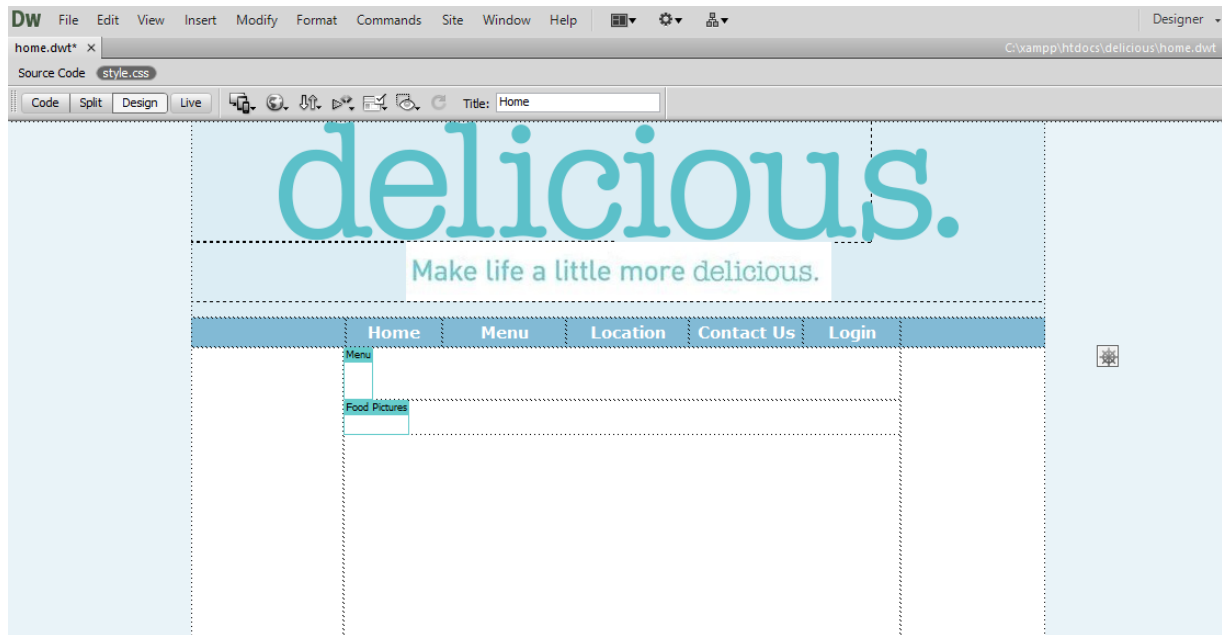 DW File Edit View Insert Modify Format Commands Site Window Help Designer
home.dwt* × C:\xampp\htdocs\delicious\home.dwt
Source Code style.css
Code Split Design Live Title: Home
delicious.
Make life a little more delicious.
Home Menu Location Contact Us Login
Menu
Food Pictures